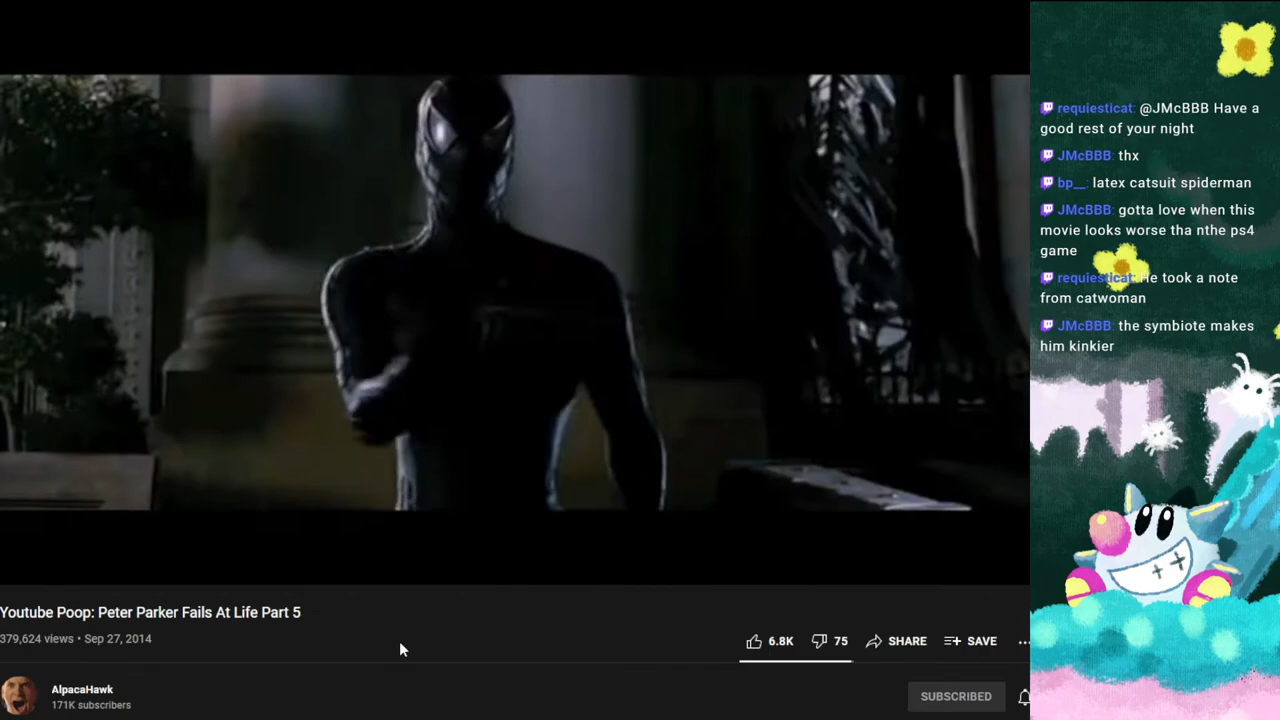 requiesticat: @JMcBBB Have a
good rest of your night
JMcBBB: thx
bp__: latex catsuit spiderman
JMcBBB: gotta love when this
movie looks worse tha nthe ps4
game
requiesticat: He took a note
from catwoman
JMcBBB: the symbiote makes
him kinkier
Youtube Poop: Peter Parker Fails At Life Part 5
379,624 views • Sep 27, 2014
6.8K 75 SHARE SAVE ...
AlpacaHawk
171K subscribers
SUBSCRIBED